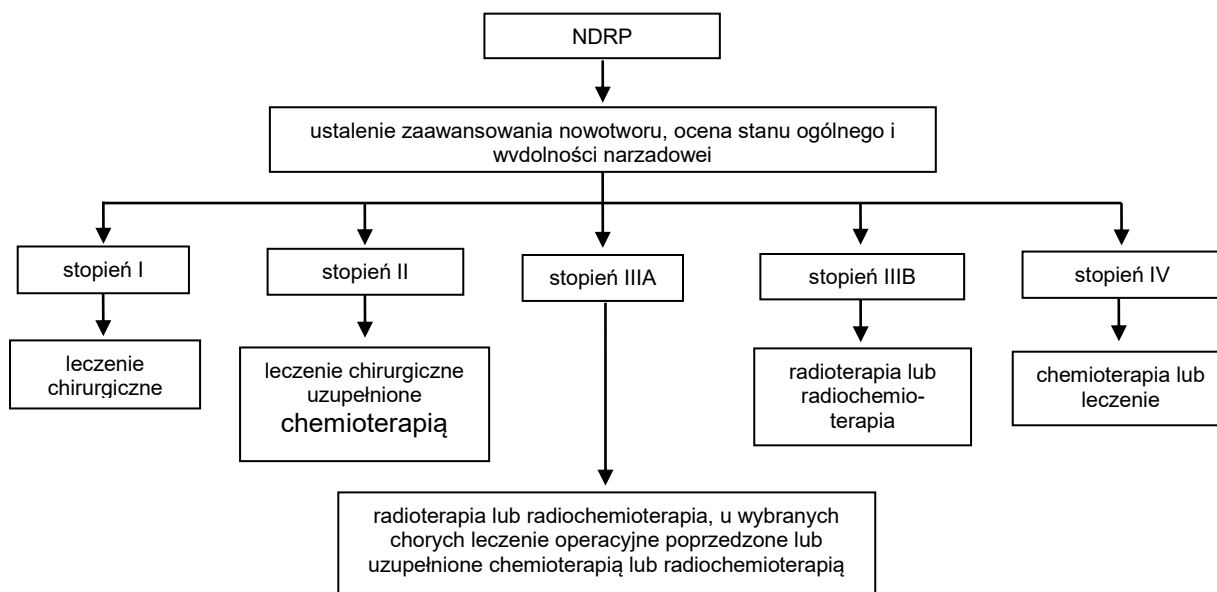 NDRP
ustalenie zaawansowania nowotworu, ocena stanu ogólnego i
wydolności narządowej
stopień I
stopień II
stopień IIIA
stopień IIIB
stopień IV
leczenie
chirurgiczne
leczenie chirurgiczne
uzupełnione
chemioterapią
radioterapia lub
radiochemio-
terapia
chemioterapia lub
leczenie
radioterapia lub radiochemioterapia, u wybranych
chorych leczenie operacyjne poprzedzone lub
uzupełnione chemioterapią lub radiochemioterapią